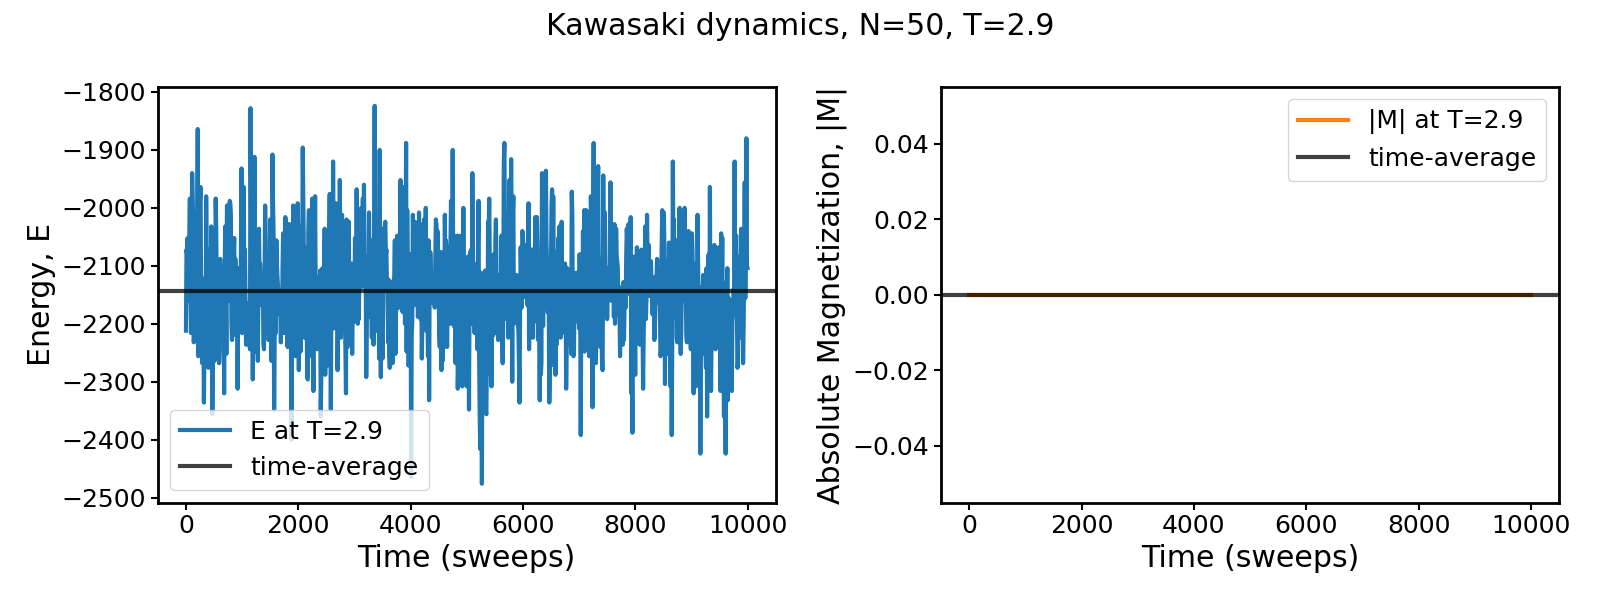 Kawasaki dynamics, N=50, T=2.9
Energy, E
−1800
−1900
−2000
−2100
−2200
−2300
−2400
−2500
E at T=2.9
time-average
0 2000 4000 6000 8000 10000
Time (sweeps)
Absolute Magnetization, |M|
0.04
0.02
0.00
−0.02
−0.04
|M| at T=2.9
time-average
0 2000 4000 6000 8000 10000
Time (sweeps)